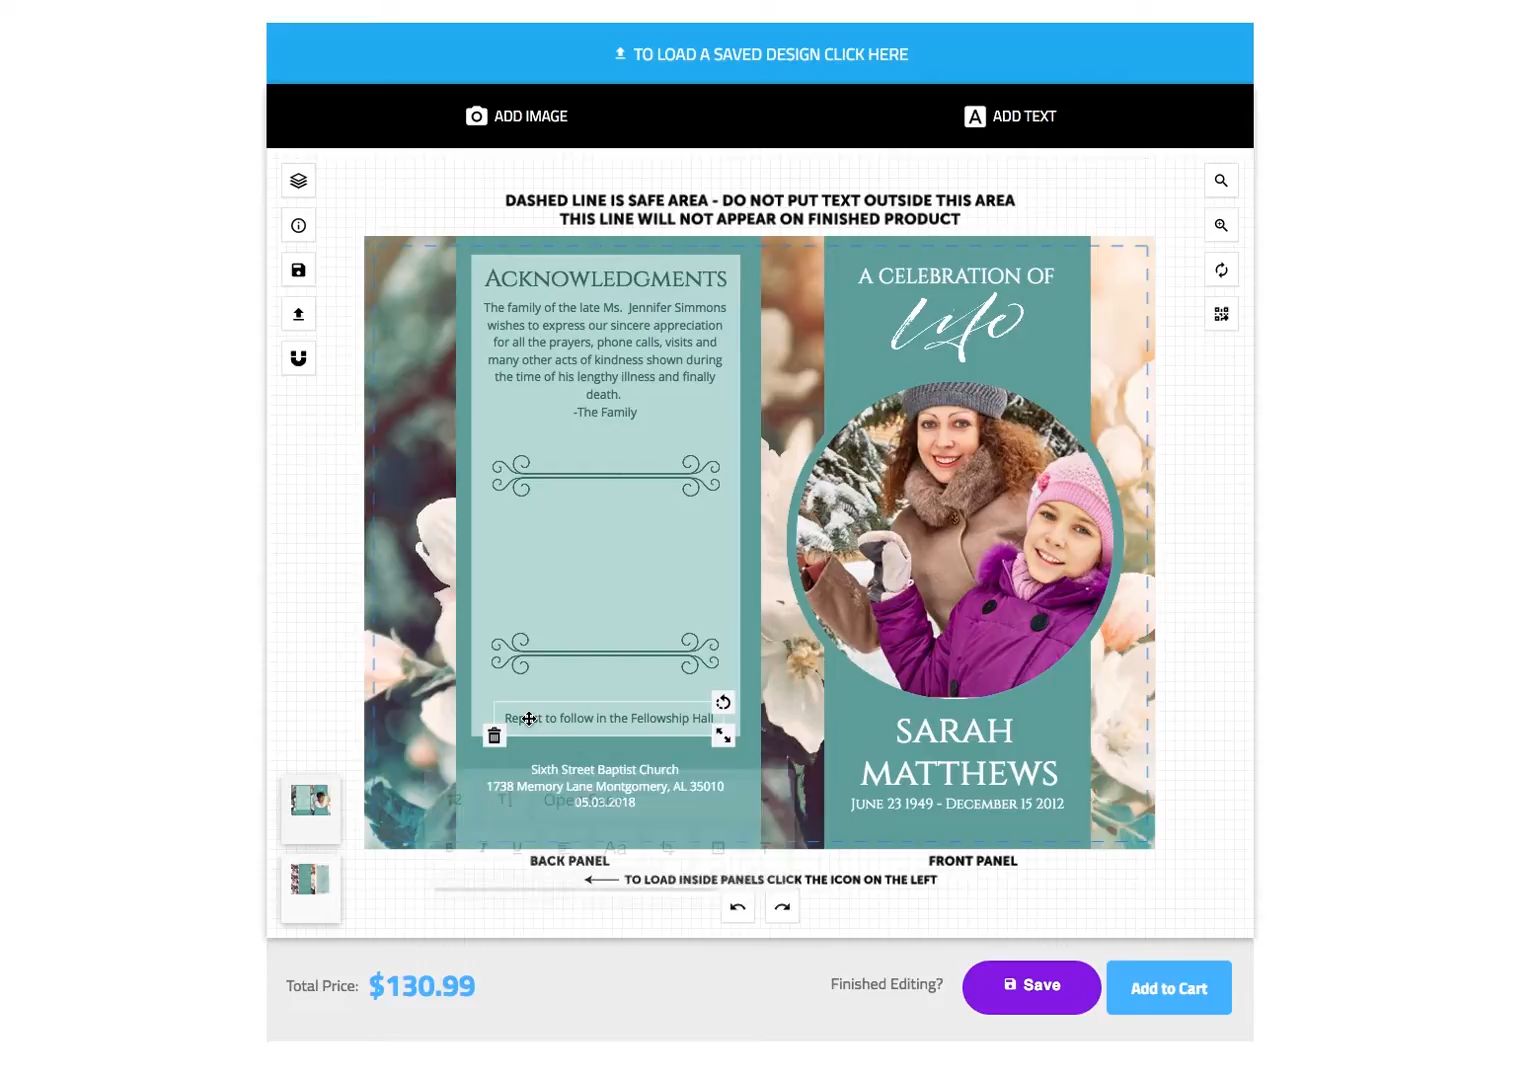 TO LOAD A SAVED DESIGN CLICK HERE
ADD IMAGE
ADD TEXT
DASHED LINE IS SAFE AREA - DO NOT PUT TEXT OUTSIDE THIS AREA
THIS LINE WILL NOT APPEAR ON FINISHED PRODUCT
ACKNOWLEDGMENTS
The family of the late Ms. Jennifer Simmons
wishes to express our sincere appreciation
for all the prayers, phone calls, visits and
many other acts of kindness shown during
the time of his lengthy illness and finally
death.
-The Family
to follow in the Fellowship Hall
Sixth Street Baptist Church
1738 Memory Lane Montgomery, AL 35010
05.03.2018
A CELEBRATION OF
Life
SARAH
MATTHEWS
JUNE 23 1949 - DECEMBER 15 2012
BACK PANEL
FRONT PANEL
TO LOAD INSIDE PANELS CLICK THE ICON ON THE LEFT
Total Price: $130.99
Finished Editing?
Save
Add to Cart